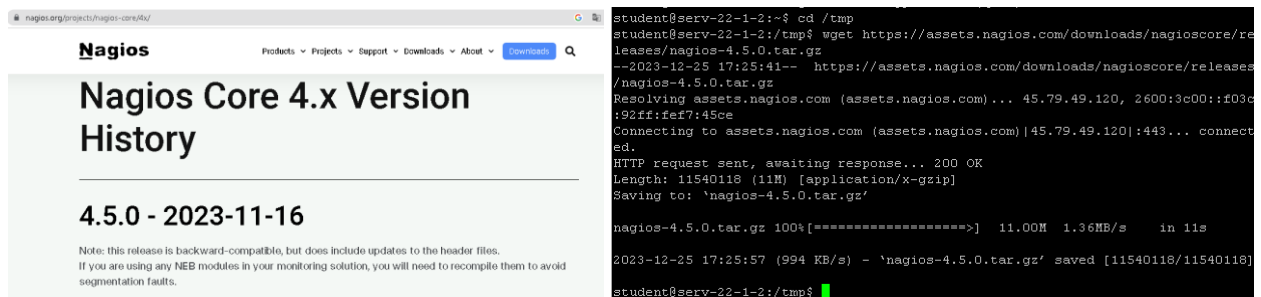 nagios.org/projects/nagios-core/4x/
Nagios
Products Projects Support Downloads About Downloads
Nagios Core 4.x Version
History
4.5.0 - 2023-11-16
Note: this release is backward-compatible, but does include updates to the header files.
If you are using any NEB modules in your monitoring solution, you will need to recompile them to avoid
segmentation faults.
student@serv-22-1-2:~$ cd /tmp
student@serv-22-1-2:/tmp$ wget https://assets.nagios.com/downloads/nagioscore/re
leases/nagios-4.5.0.tar.gz
--2023-12-25 17:25:41-- https://assets.nagios.com/downloads/nagioscore/releases
/nagios-4.5.0.tar.gz
Resolving assets.nagios.com (assets.nagios.com)... 45.79.49.120, 2600:3c00::f03c
:92ff:fef7:45ce
Connecting to assets.nagios.com (assets.nagios.com)|45.79.49.120|:443... connect
ed.
HTTP request sent, awaiting response... 200 OK
Length: 11540118 (11M) [application/x-gzip]
Saving to: ‘nagios-4.5.0.tar.gz’
nagios-4.5.0.tar.gz 100%[===================>] 11.00M 1.36MB/s in 11s
2023-12-25 17:25:57 (994 KB/s) - ‘nagios-4.5.0.tar.gz’ saved [11540118/11540118]
student@serv-22-1-2:/tmp$